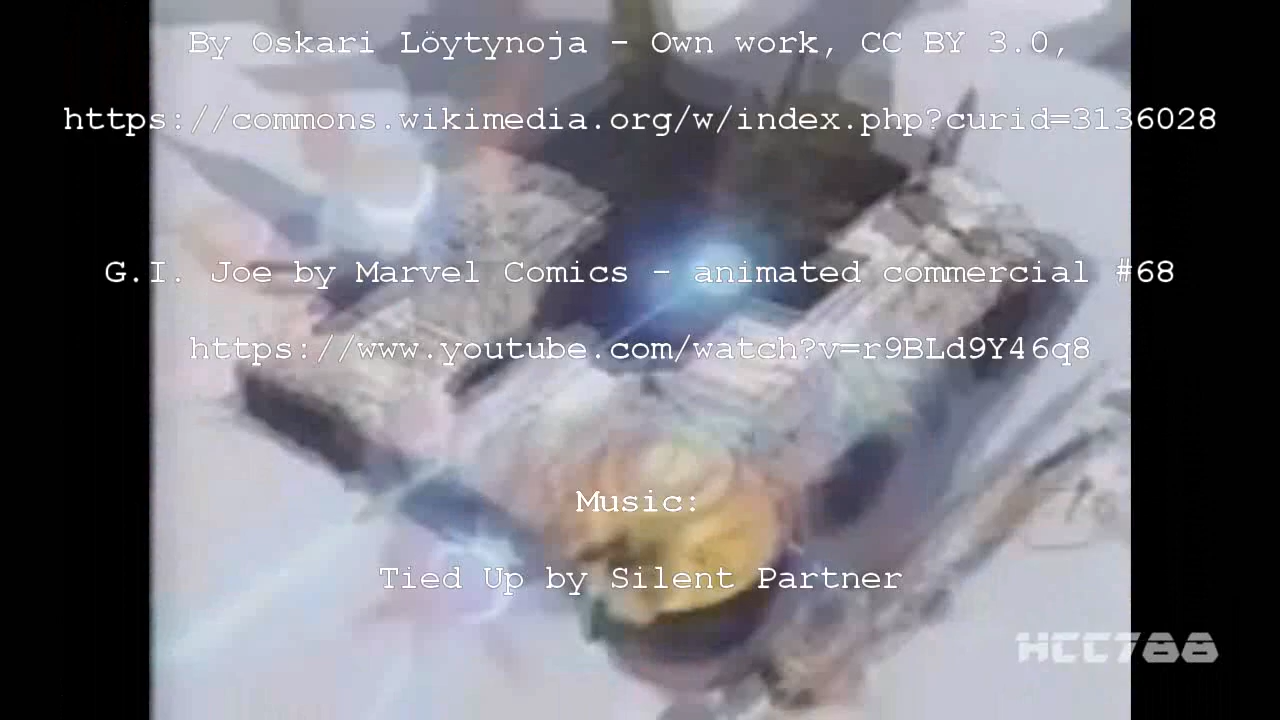 By Oskari Löytynoja - Own work, CC BY 3.0,
https://commons.wikimedia.org/w/index.php?curid=3136028
G.I. Joe by Marvel Comics - animated commercial #68
https://www.youtube.com/watch?v=r9BLd9Y46q8
Music:
Tied Up by Silent Partner
HCC788